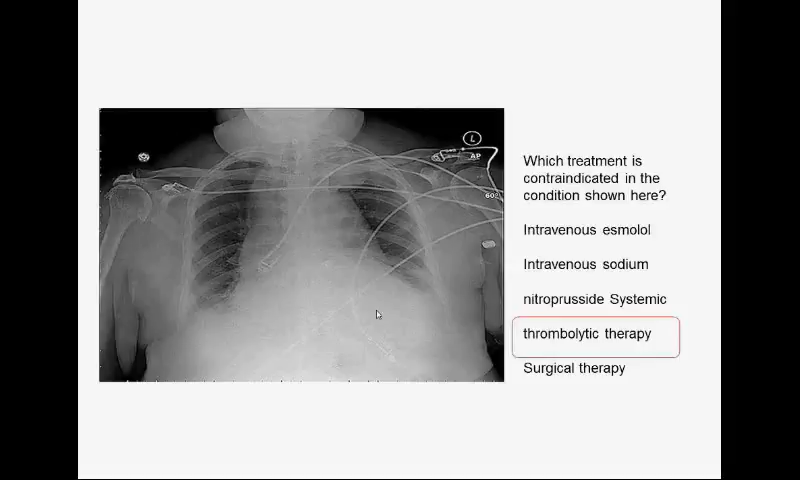 L
AP
Which treatment is
contraindicated in the
condition shown here?
Intravenous esmolol
Intravenous sodium
nitroprusside Systemic
thrombolytic therapy
Surgical therapy